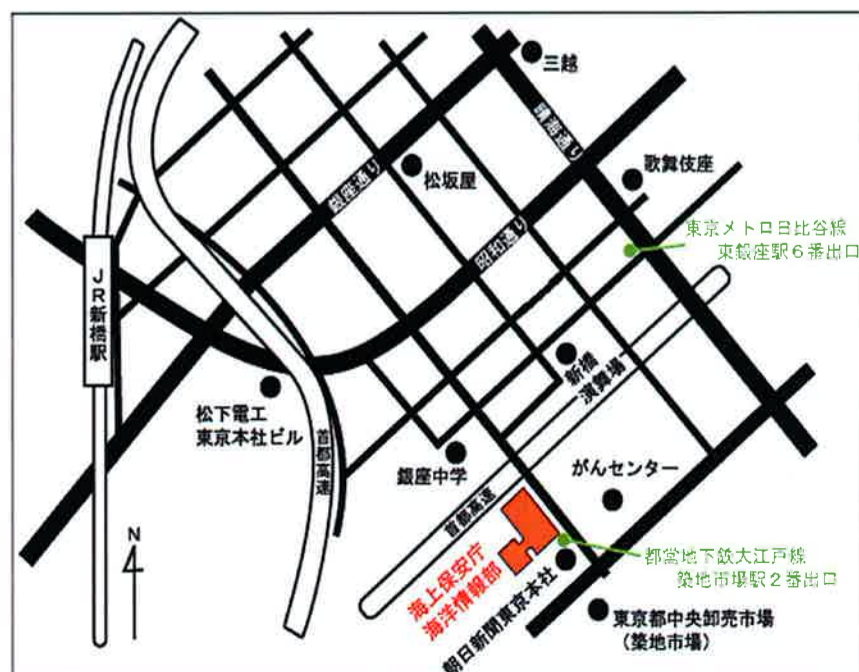 三越
晴海通り
歌舞伎座
銀座通り
松坂屋
東京メトロ日比谷線
東銀座駅6番出口
昭和通り
JR新橋駅
新橋
演舞場
松下電工
東京本社ビル
首都高速
銀座中学
がんセンター
首都高速
N
海上保安庁
海洋情報部
都営地下鉄大江戸線
築地市場駅2番出口
朝日新聞東京本社
東京都中央卸売市場
(築地市場)